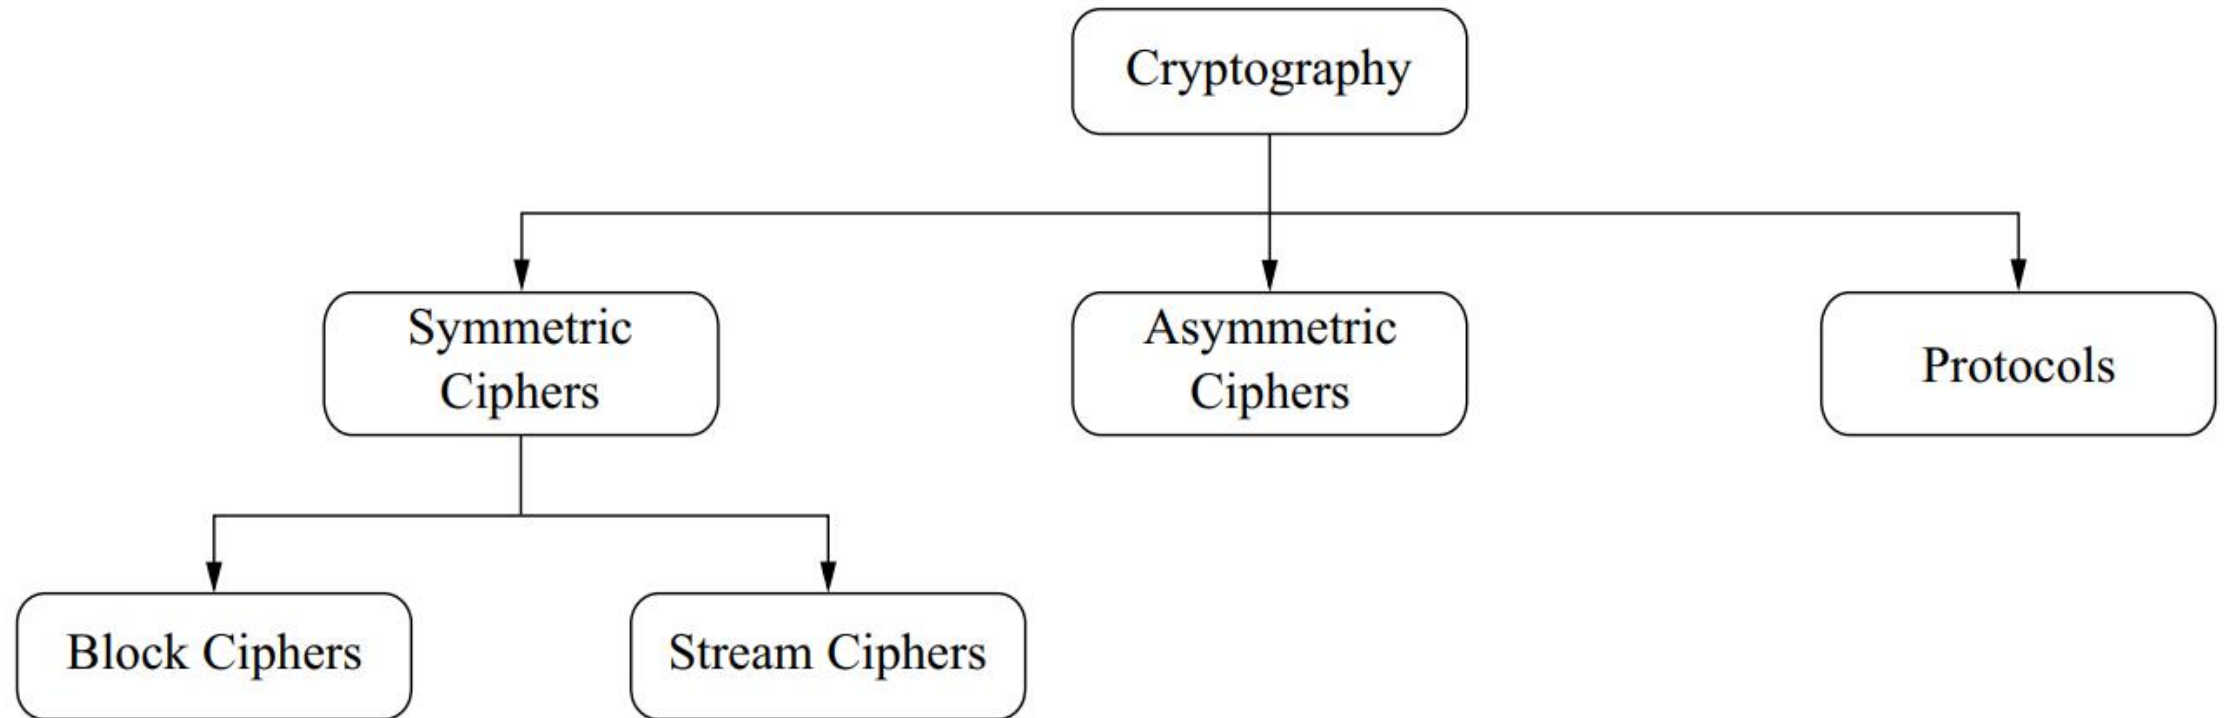 Cryptography
Symmetric
Ciphers
Asymmetric
Ciphers
Protocols
Block Ciphers
Stream Ciphers